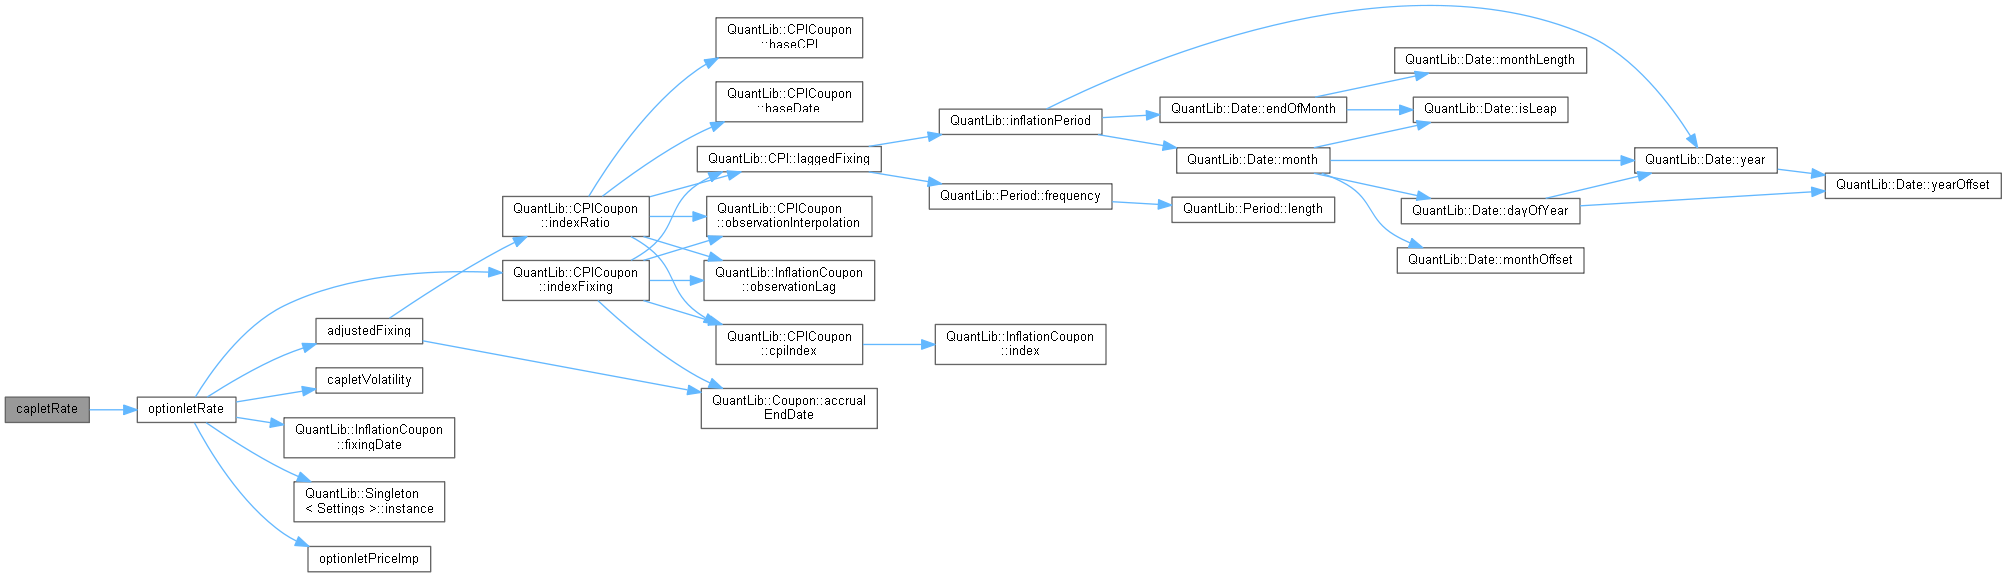 capletRate
optionletRate
adjustedFixing
capletVolatility
QuantLib::InflationCoupon
::fixingDate
QuantLib::Singleton
< Settings >::instance
optionletPriceImp
QuantLib::CPICoupon
::indexRatio
QuantLib::CPICoupon
::indexFixing
QuantLib::CPICoupon
::baseCPI
QuantLib::CPICoupon
::baseDate
QuantLib::CPI::laggedFixing
QuantLib::CPICoupon
::observationInterpolation
QuantLib::InflationCoupon
::observationLag
QuantLib::CPICoupon
::cpiIndex
QuantLib::Coupon::accrual
EndDate
QuantLib::inflationPeriod
QuantLib::Period::frequency
QuantLib::InflationCoupon
::index
QuantLib::Date::endOfMonth
QuantLib::Date::month
QuantLib::Period::length
QuantLib::Date::monthLength
QuantLib::Date::isLeap
QuantLib::Date::dayOfYear
QuantLib::Date::monthOffset
QuantLib::Date::year
QuantLib::Date::yearOffset